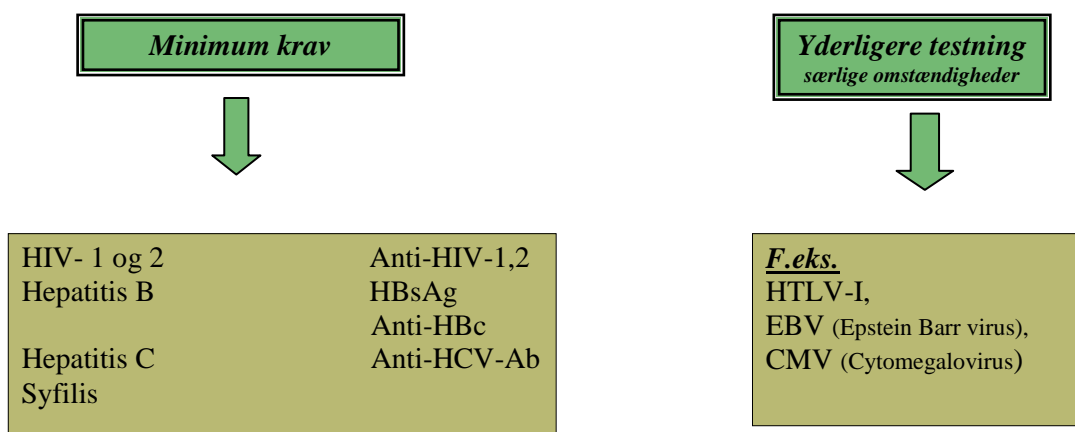 Minimum krav
HIV- 1 og 2 Anti-HIV-1,2
Hepatitis B HBsAg
Anti-HBc
Hepatitis C Anti-HCV-Ab
Syfilis
Yderligere testning
særlige omstændigheder
F.eks.
HTLV-I,
EBV (Epstein Barr virus),
CMV (Cytomegalovirus)